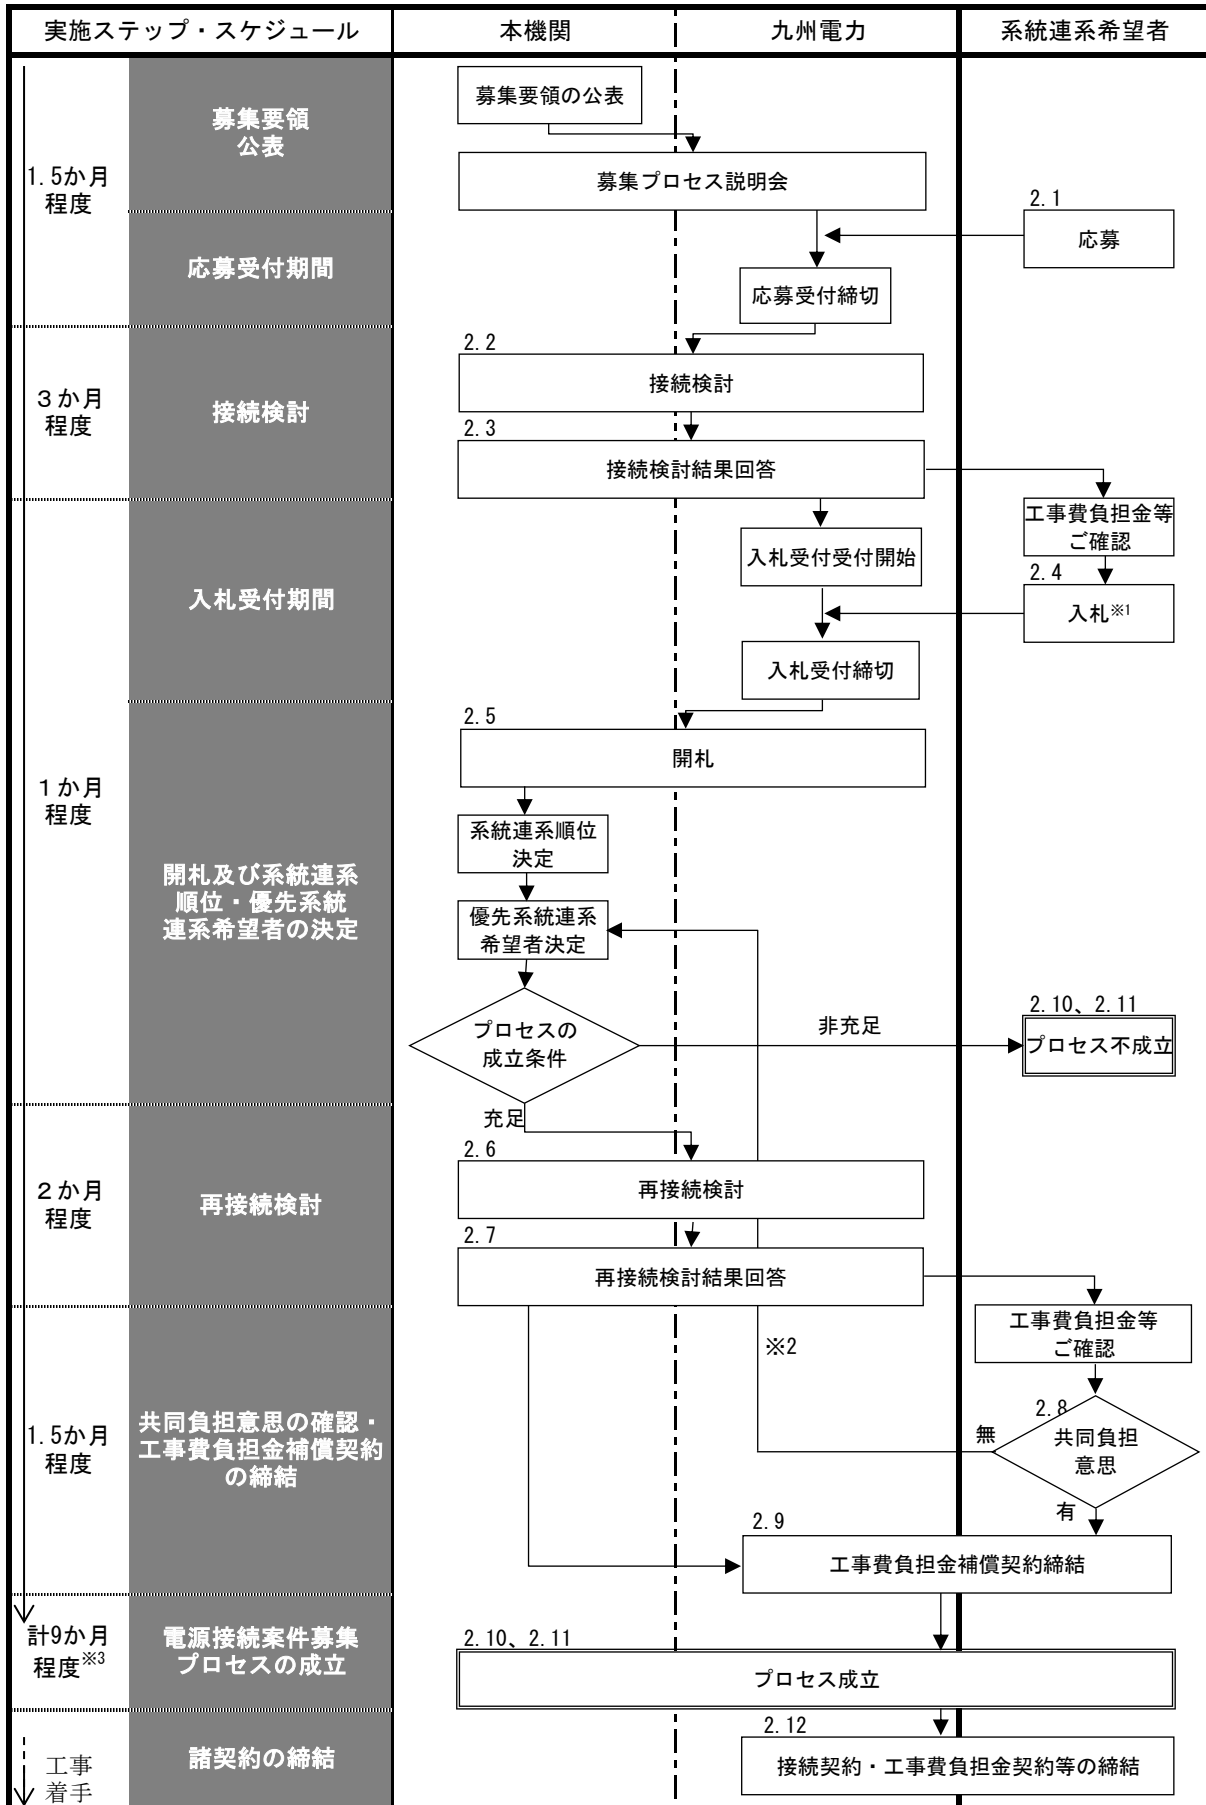 実施ステップ・スケジュール
本機関
九州電力
系統連系希望者
1.5か月
程度
募集要領
公表
募集要領の公表
募集プロセス説明会
応募受付期間
2.1
応募
応募受付締切
3か月
程度
接続検討
2.2
接続検討
2.3
接続検討結果回答
工事費負担金等
ご確認
入札受付期間
入札受付受付開始
2.4
入札※1
入札受付締切
1か月
程度
開札及び系統連系
順位・優先系統
連系希望者の決定
2.5
開札
系統連系順位
決定
優先系統連系
希望者決定
プロセスの
成立条件
非充足
2.10、2.11
プロセス不成立
充足
2か月
程度
再接続検討
2.6
再接続検討
2.7
再接続検討結果回答
工事費負担金等
ご確認
※2
1.5か月
程度
共同負担意思の確認・
工事費負担金補償契約
の締結
2.8
共同負担
意思
無
有
2.9
工事費負担金補償契約締結
計9か月
程度※3
電源接続案件募集
プロセスの成立
2.10、2.11
プロセス成立
工事
着手
諸契約の締結
2.12
接続契約・工事費負担金契約等の締結